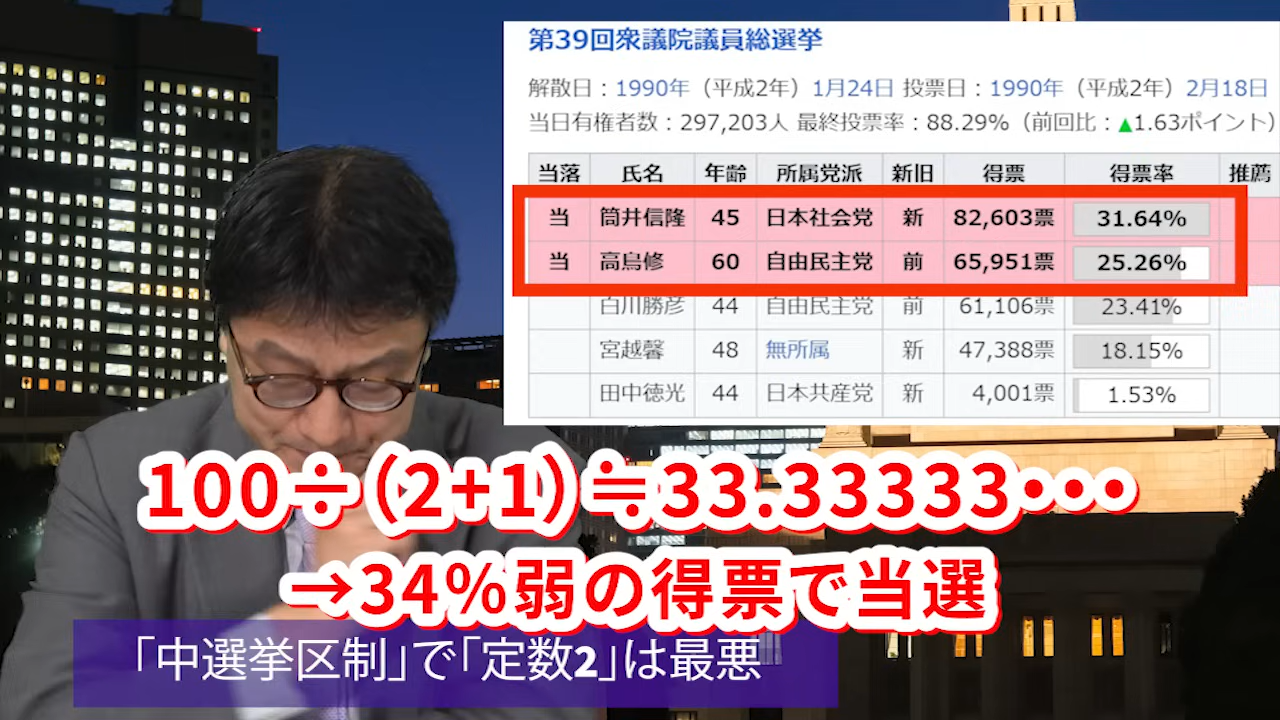 第39回衆議院議員総選挙
解散日：1990年（平成2年）1月24日 投票日：1990年（平成2年）2月18日
当日有権者数：297,203人 最終投票率：88.29%（前回比：▲1.63ポイント）
当落 氏名 年齢 所属党派 新旧 得票 得票率 推薦
当 筒井信隆 45 日本社会党 新 82,603票 31.64%
当 高鳥修 60 自由民主党 前 65,951票 25.26%
白川勝彦 44 自由民主党 前 61,106票 23.41%
宮越馨 48 無所属 新 47,388票 18.15%
田中徳光 44 日本共産党 新 4,001票 1.53%
100÷(2+1)≒33.33333・・・
→34%弱の得票で当選
「中選挙区制」で「定数2」は最悪